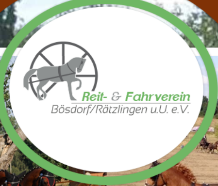 Reit- & Fahrverein
Bösdorf/Rätzlingen u.U. e.V.